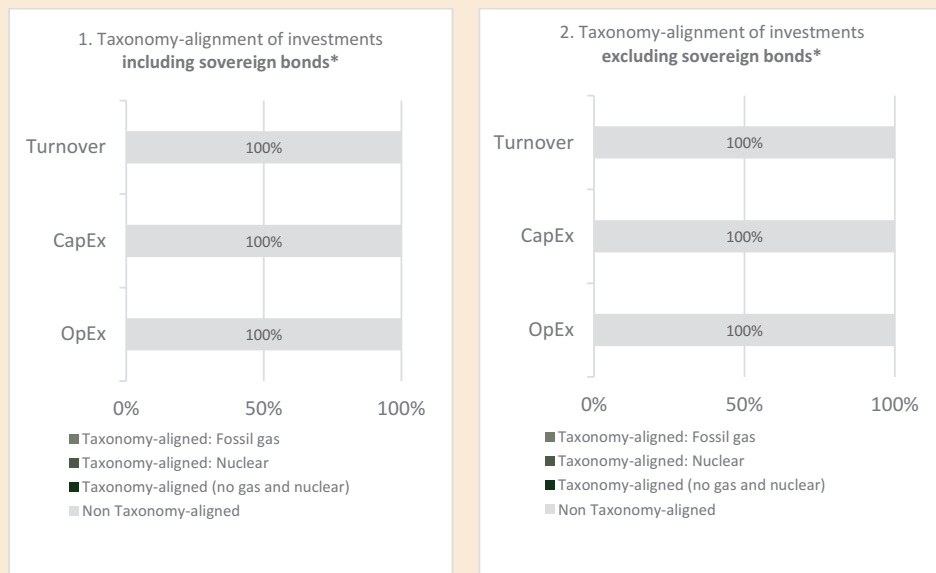 1. Taxonomy-alignment of investments
including sovereign bonds*
Turnover
100%
CapEx
100%
OpEx
100%
0%
50%
100%
Taxonomy-aligned: Fossil gas
Taxonomy-aligned: Nuclear
Taxonomy-aligned (no gas and nuclear)
Non Taxonomy-aligned
2. Taxonomy-alignment of investments
excluding sovereign bonds*
Turnover
100%
CapEx
100%
OpEx
100%
0%
50%
100%
Taxonomy-aligned: Fossil gas
Taxonomy-aligned: Nuclear
Taxonomy-aligned (no gas and nuclear)
Non Taxonomy-aligned